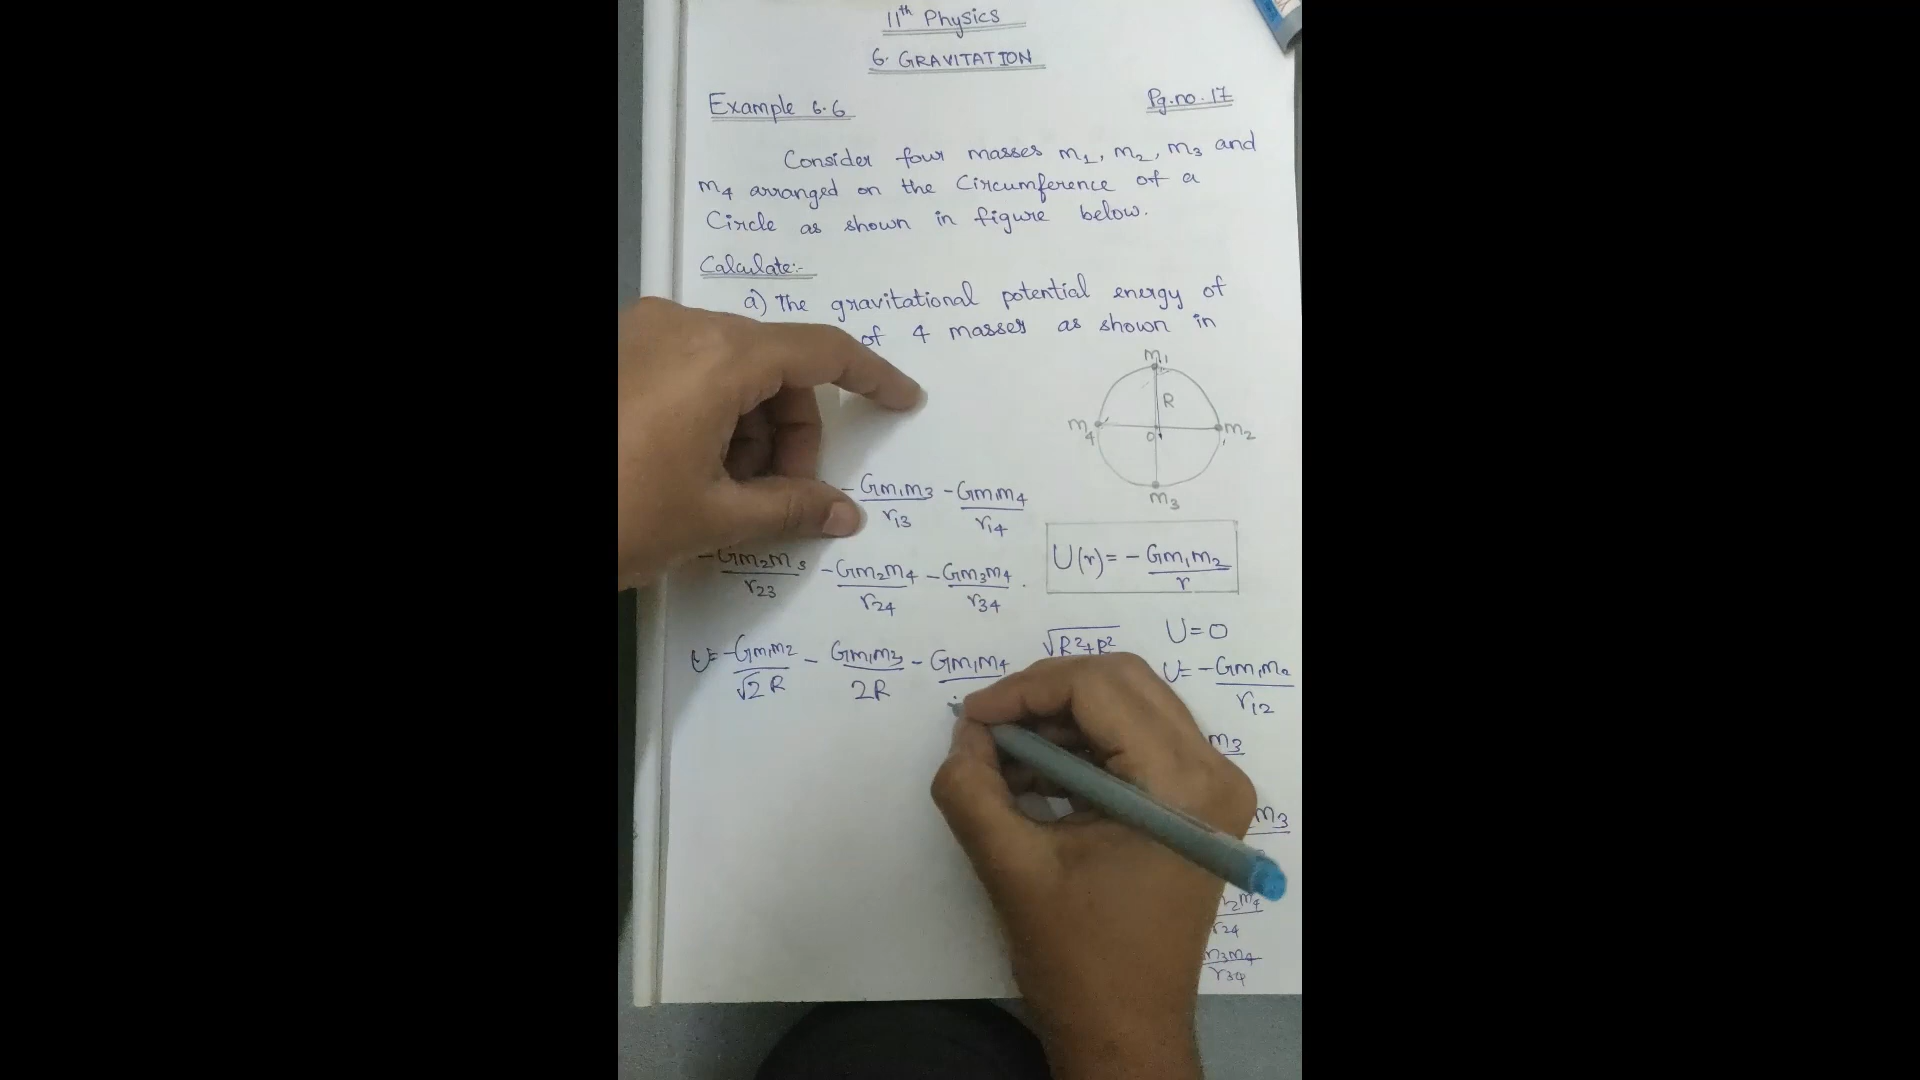 11th Physics
6. GRAVITATION
Example 6.6
Pg.no.17
Consider four masses m1, m2, m3 and
m4 arranged on the Circumference of a
Circle as shown in figure below.
Calculate:-
a) The gravitational potential energy of
of 4 masses as shown in
m1
R
m4
O
m2
m3
- Gm1m3/r13 - Gm1m4/r14
U(r) = - Gm1m2/r
- Gm2m3/r23 - Gm2m4/r24 - Gm3m4/r34.
U = -Gm1m2/√2R - Gm1m3/2R - Gm1m4
√R²+R²
U=0
U= -Gm1m2/r12
m3
m3
m2m4/r24
m3m4/r34